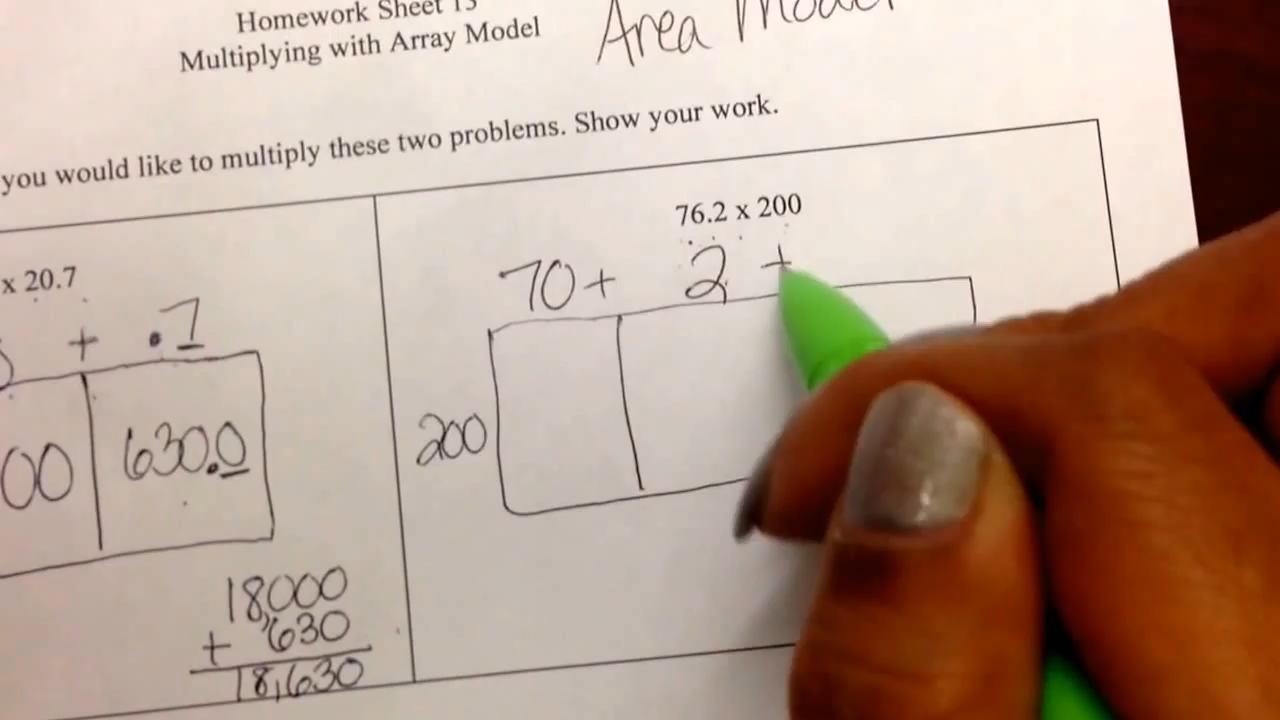 Homework Sheet 13
Multiplying with Array Model
Area Model
you would like to multiply these two problems. Show your work.
x 20.7
+ .7
00 630.0
18,000
+ 630
18,630
76.2 x 200
70 + 2 +
200